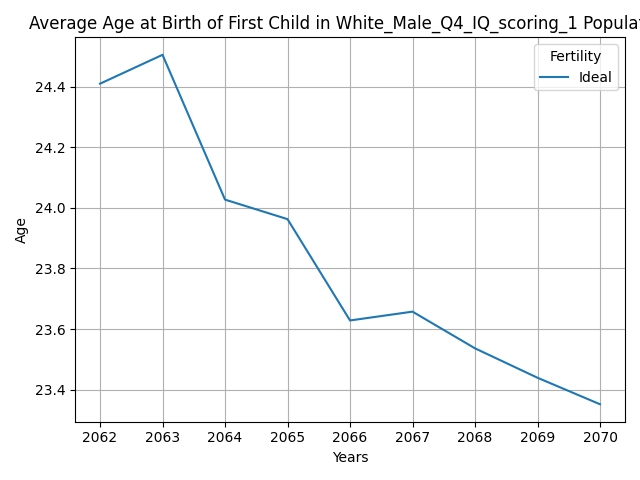 Average Age at Birth of First Child in White_Male_Q4_IQ_scoring_1
Fertility
Ideal
24.4
24.2
24.0
23.8
23.6
23.4
Age
2062 2063 2064 2065 2066 2067 2068 2069 2070
Years